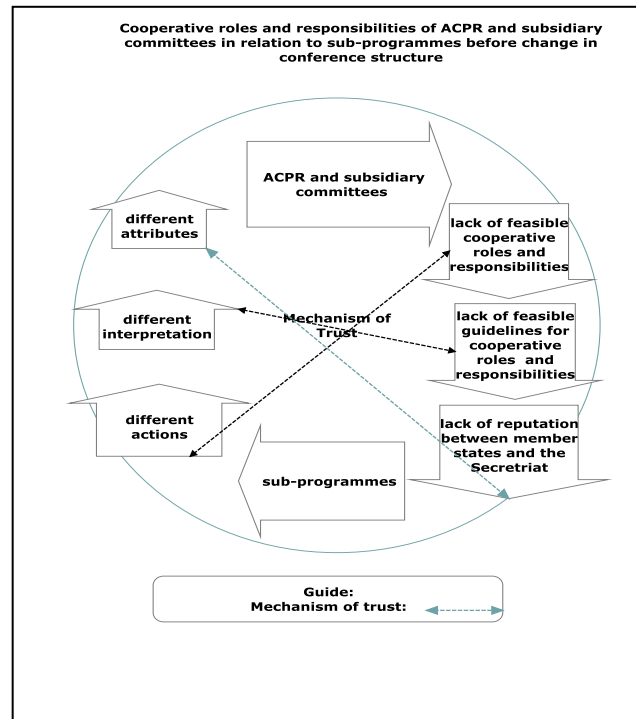 Cooperative roles and responsibilities of ACPR and subsidiary
committees in relation to sub-programmes before change in
conference structure
ACPR and subsidiary
committees
different
attributes
lack of feasible
cooperative
roles and
responsibilities
different
interpretation
Mechanism of
Trust
lack of feasible
guidelines for
cooperative
roles and
responsibilities
different
actions
lack of reputation
between member
states and the
Secretriat
sub-programmes
Guide:
Mechanism of trust: